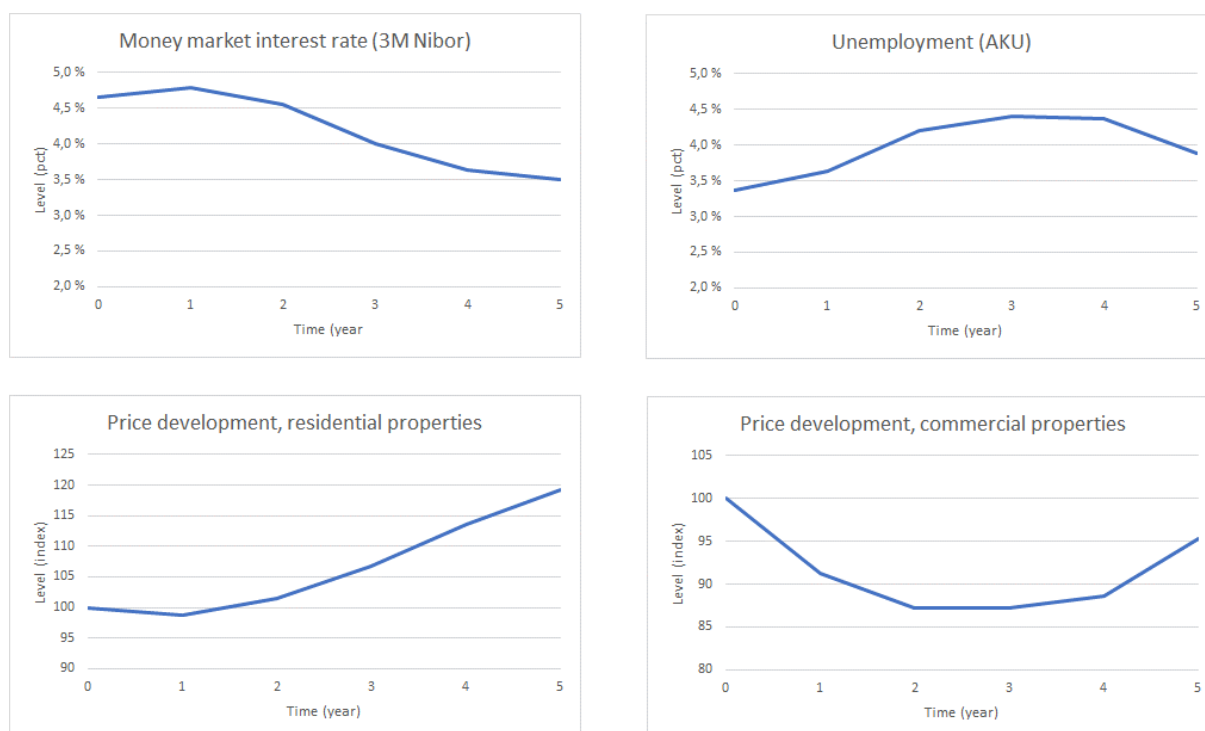 Money market interest rate (3M Nibor)
5,0 %
4,5 %
4,0 %
3,5 %
3,0 %
2,5 %
2,0 %
Level (pct)
0 1 2 3 4 5
Time (year
Unemployment (AKU)
5,0 %
4,5 %
4,0 %
3,5 %
3,0 %
2,5 %
2,0 %
Level (pct)
0 1 2 3 4 5
Time (year)
Price development, residential properties
125
120
115
110
105
100
95
90
Level (index)
0 1 2 3 4 5
Time (year)
Price development, commercial properties
105
100
95
90
85
80
Level (index)
0 1 2 3 4 5
Time (year)